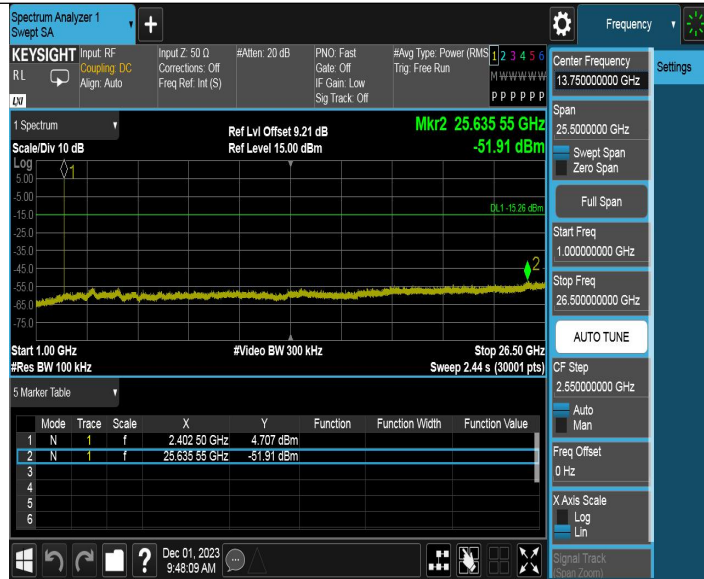 Spectrum Analyzer 1
Swept SA
Frequency
KEYSIGHT
RL
LXI
Input: RF
Coupling: DC
Align: Auto
Input Z: 50 Ω
Corrections: Off
Freq Ref: Int (S)
#Atten: 20 dB
PNO: Fast
Gate: Off
IF Gain: Low
Sig Track: Off
#Avg Type: Power (RMS
Trig: Free Run
1 2 3 4 5 6
M W W W W W
P P P P P P
1 Spectrum
Scale/Div 10 dB
Ref Lvl Offset 9.21 dB
Ref Level 15.00 dBm
Mkr2 25.635 55 GHz
-51.91 dBm
Log
5.00
-5.00
-15.0
-25.0
-35.0
-45.0
-55.0
-65.0
-75.0
1
DL1 -15.26 dBm
2
Start 1.00 GHz
#Res BW 100 kHz
#Video BW 300 kHz
Stop 26.50 GHz
Sweep 2.44 s (30001 pts)
5 Marker Table
Mode Trace Scale X Y Function Function Width Function Value
1 N 1 f 2.402 50 GHz 4.707 dBm
2 N 1 f 25.635 55 GHz -51.91 dBm
3
4
5
6
Dec 01, 2023
9:48:09 AM
Settings
Center Frequency
13.750000000 GHz
Span
25.5000000 GHz
Swept Span
Zero Span
Full Span
Start Freq
1.000000000 GHz
Stop Freq
26.500000000 GHz
AUTO TUNE
CF Step
2.550000000 GHz
Auto
Man
Freq Offset
0 Hz
X Axis Scale
Log
Lin
Signal Track
(Span Zoom)